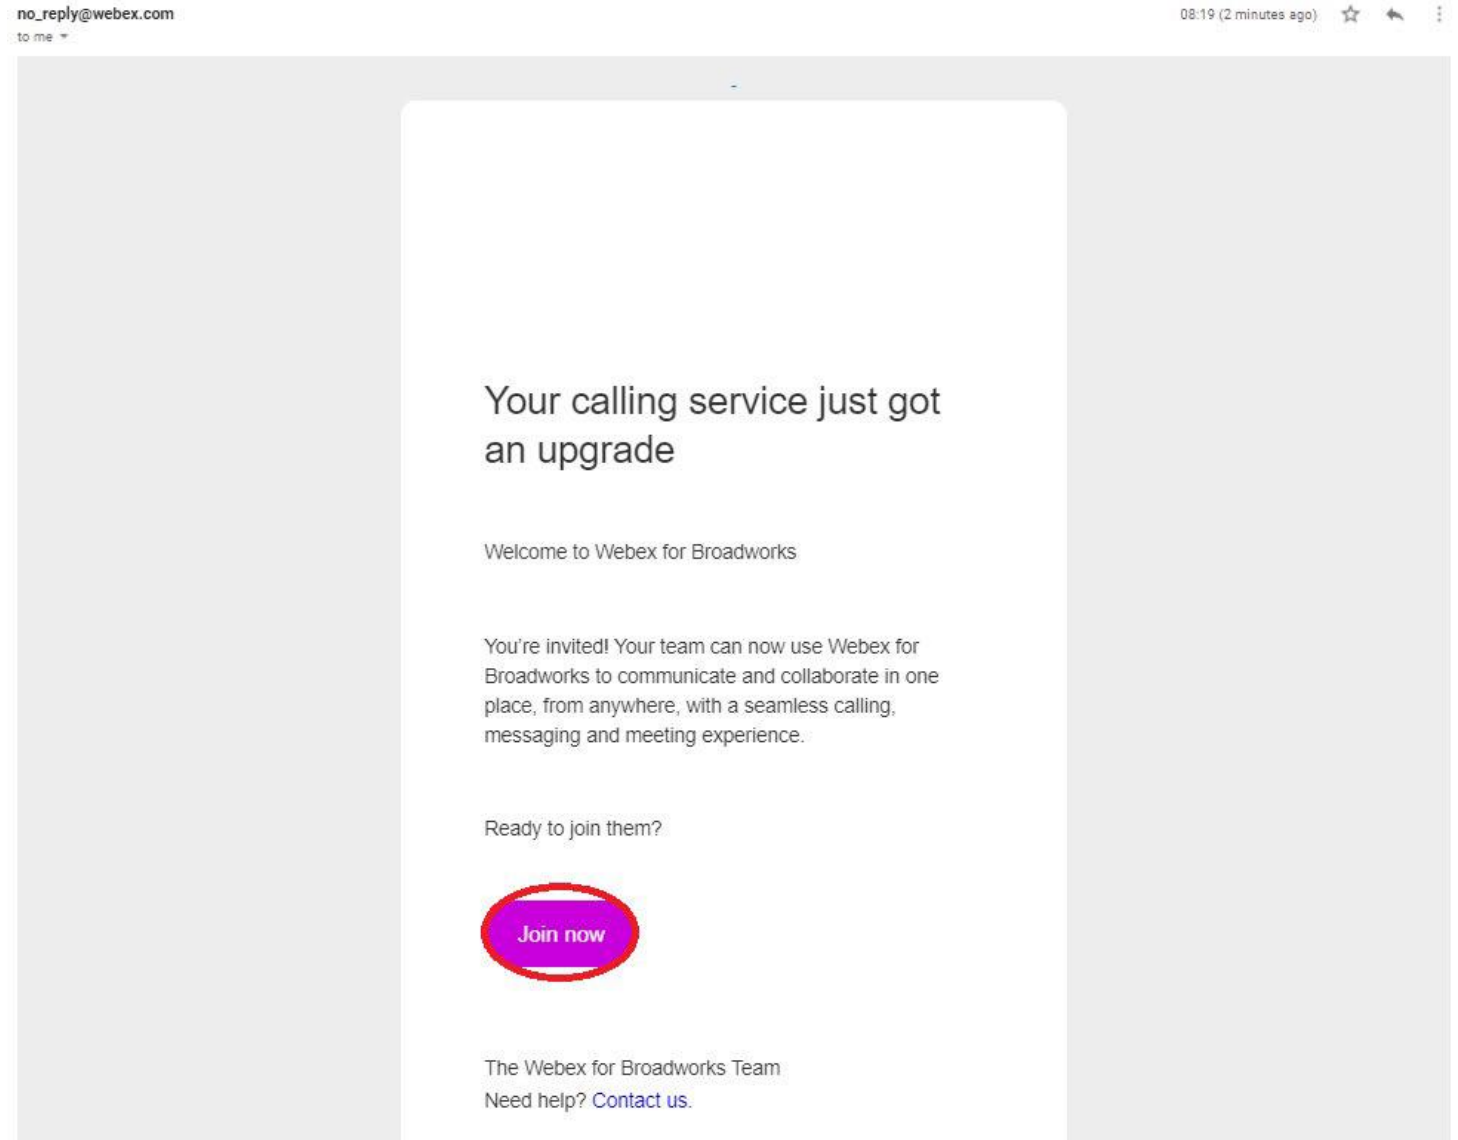 no_reply@webex.com
08:19 (2 minutes ago)
to me
-
Your calling service just got
an upgrade
Welcome to Webex for Broadworks
You're invited! Your team can now use Webex for
Broadworks to communicate and collaborate in one
place, from anywhere, with a seamless calling,
messaging and meeting experience.
Ready to join them?
Join now
The Webex for Broadworks Team
Need help? Contact us.